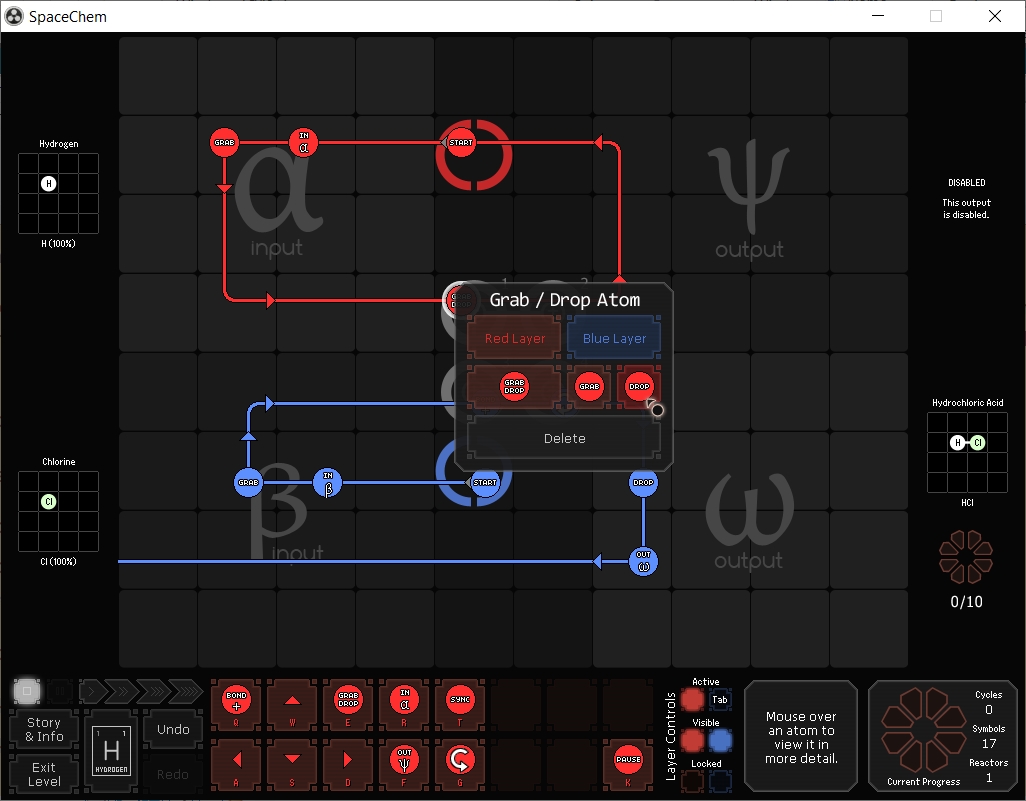 SpaceChem
Hydrogen
H
H (100%)
GRAB
IN
α
START
α
input
ψ
output
DISABLED
This output
is disabled.
1
2
Grab / Drop Atom
Red Layer
Blue Layer
GRAB
DROP
GRAB
DROP
Delete
Hydrochloric Acid
H
Cl
HCl
Chlorine
Cl
Cl (100%)
GRAB
IN
β
START
DROP
β
input
ω
output
OUT
ω
0/10
Story
& Info
Exit
Level
1
1
H
HYDROGEN
Undo
Redo
BOND
+
Q
W
GRAB
DROP
E
IN
α
R
SYNC
T
A
S
D
OUT
ψ
F
G
PAUSE
K
Layer Controls
Active
Tab
Visible
Locked
Mouse over
an atom to
view it in
more detail.
Cycles
0
Symbols
17
Reactors
1
Current Progress